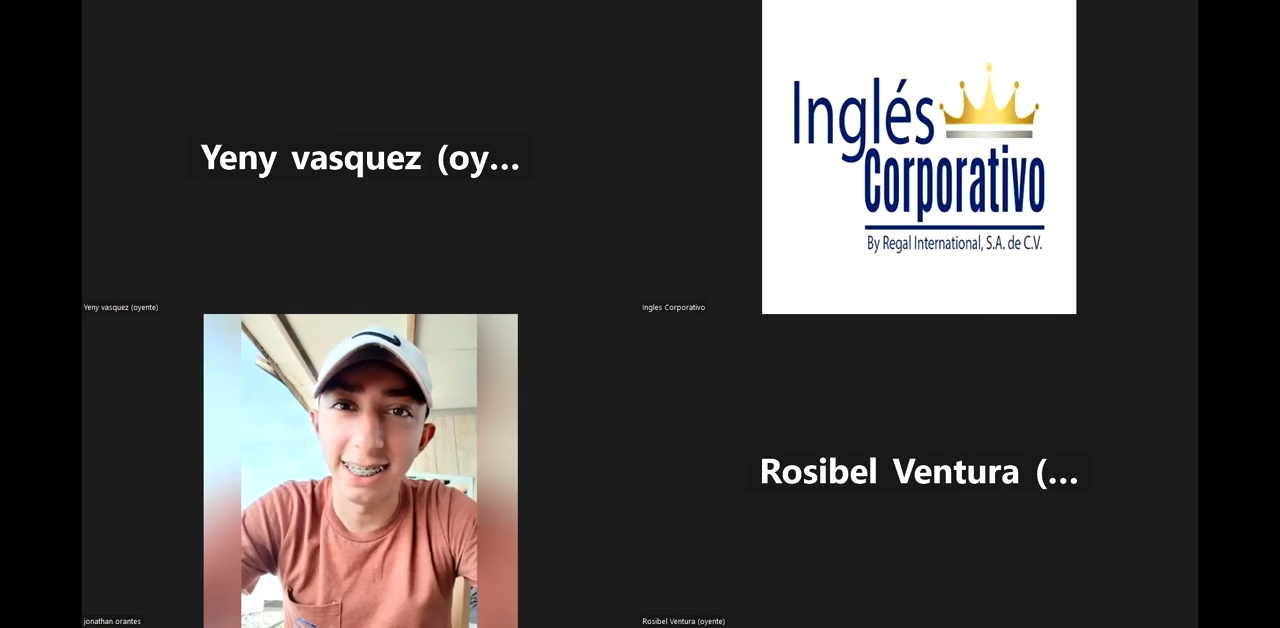 Yeny vasquez (oy...
Inglés
Corporativo
By Regal International, S.A. de C.V.
Yeny vasquez (oyente)
Ingles Corporativo
Rosibel Ventura (...
jonathan orantes
Rosibel Ventura (oyente)